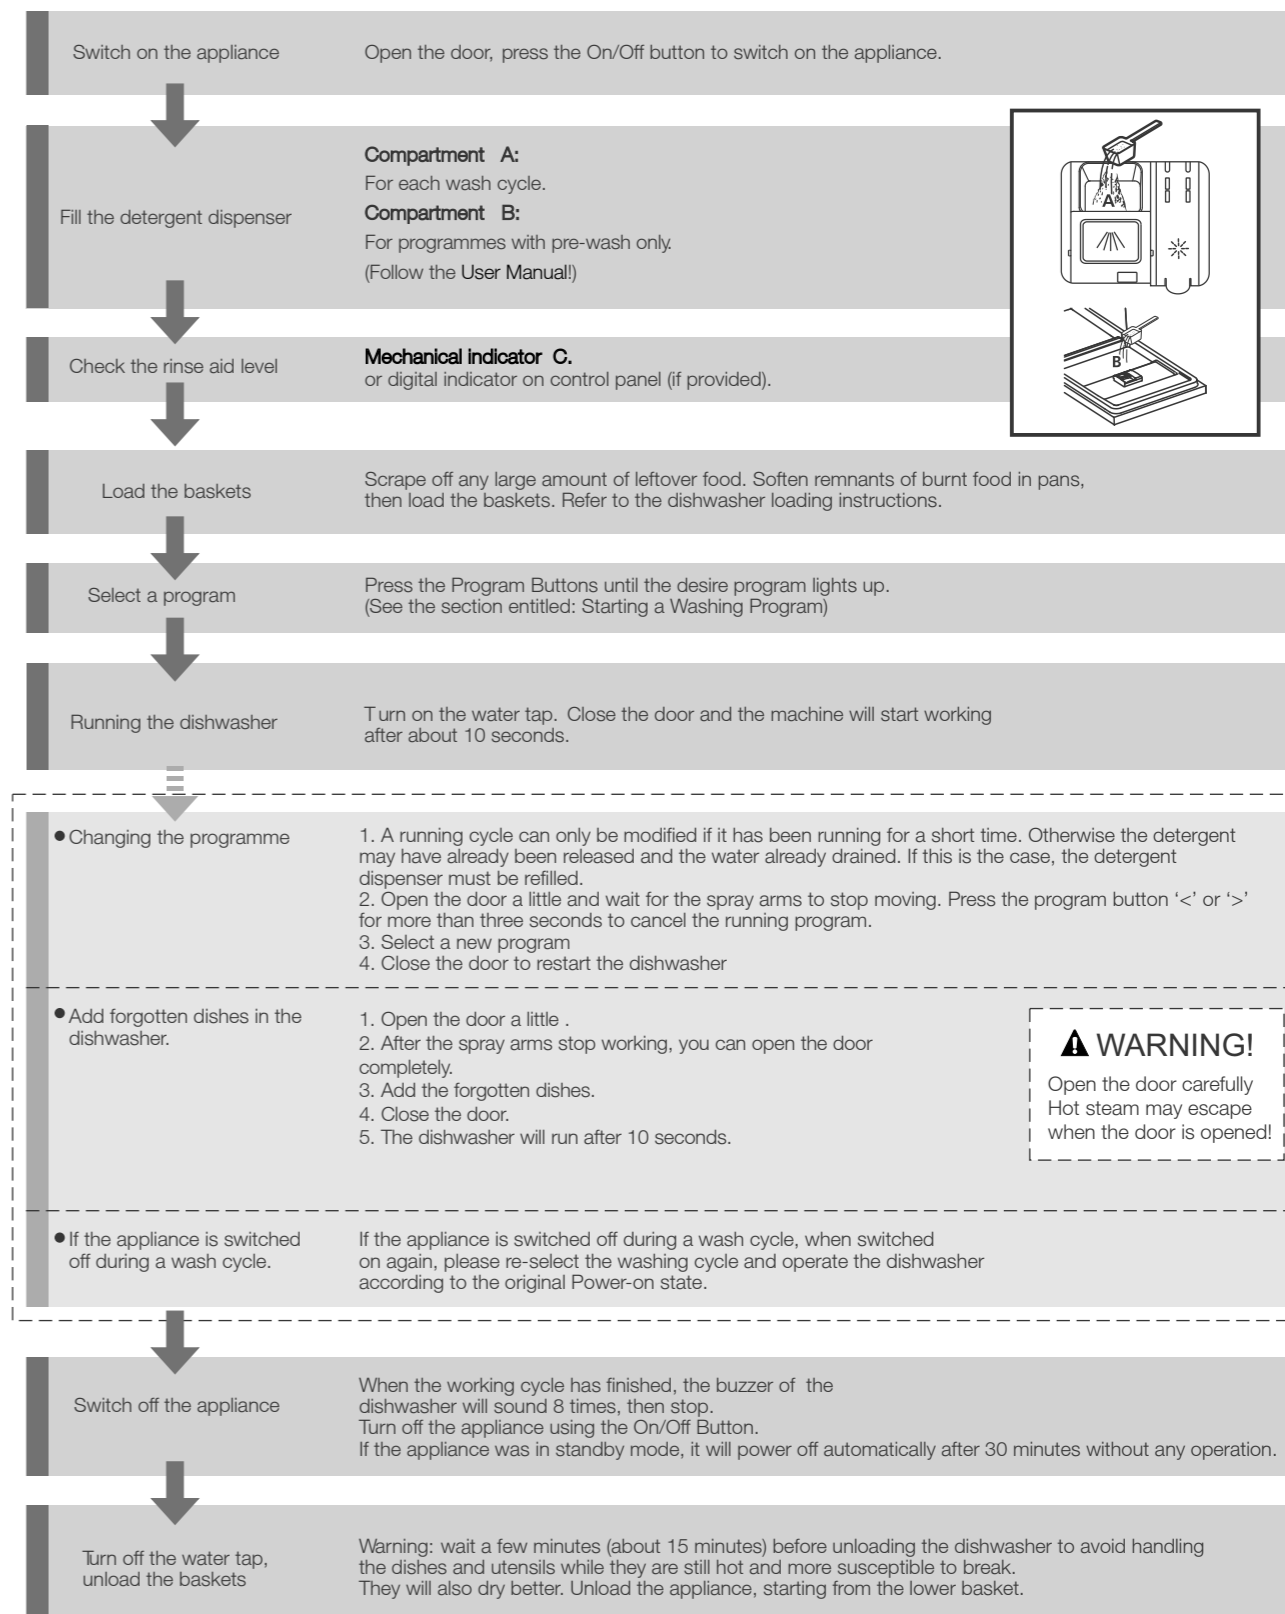 Switch on the appliance
Open the door, press the On/Off button to switch on the appliance.
Fill the detergent dispenser
Compartment A:
For each wash cycle.
Compartment B:
For programmes with pre-wash only.
(Follow the User Manual!)
A
B
Check the rinse aid level
Mechanical indicator C.
or digital indicator on control panel (if provided).
Load the baskets
Scrape off any large amount of leftover food. Soften remnants of burnt food in pans,
then load the baskets. Refer to the dishwasher loading instructions.
Select a program
Press the Program Buttons until the desire program lights up.
(See the section entitled: Starting a Washing Program)
Running the dishwasher
Turn on the water tap. Close the door and the machine will start working
after about 10 seconds.
● Changing the programme
1. A running cycle can only be modified if it has been running for a short time. Otherwise the detergent
may have already been released and the water already drained. If this is the case, the detergent
dispenser must be refilled.
2. Open the door a little and wait for the spray arms to stop moving. Press the program button ‘<’ or ‘>’
for more than three seconds to cancel the running program.
3. Select a new program
4. Close the door to restart the dishwasher
● Add forgotten dishes in the
dishwasher.
1. Open the door a little .
2. After the spray arms stop working, you can open the door
completely.
3. Add the forgotten dishes.
4. Close the door.
5. The dishwasher will run after 10 seconds.
WARNING!
Open the door carefully
Hot steam may escape
when the door is opened!
● If the appliance is switched
off during a wash cycle.
If the appliance is switched off during a wash cycle, when switched
on again, please re-select the washing cycle and operate the dishwasher
according to the original Power-on state.
Switch off the appliance
When the working cycle has finished, the buzzer of the
dishwasher will sound 8 times, then stop.
Turn off the appliance using the On/Off Button.
If the appliance was in standby mode, it will power off automatically after 30 minutes without any operation.
Turn off the water tap,
unload the baskets
Warning: wait a few minutes (about 15 minutes) before unloading the dishwasher to avoid handling
the dishes and utensils while they are still hot and more susceptible to break.
They will also dry better. Unload the appliance, starting from the lower basket.